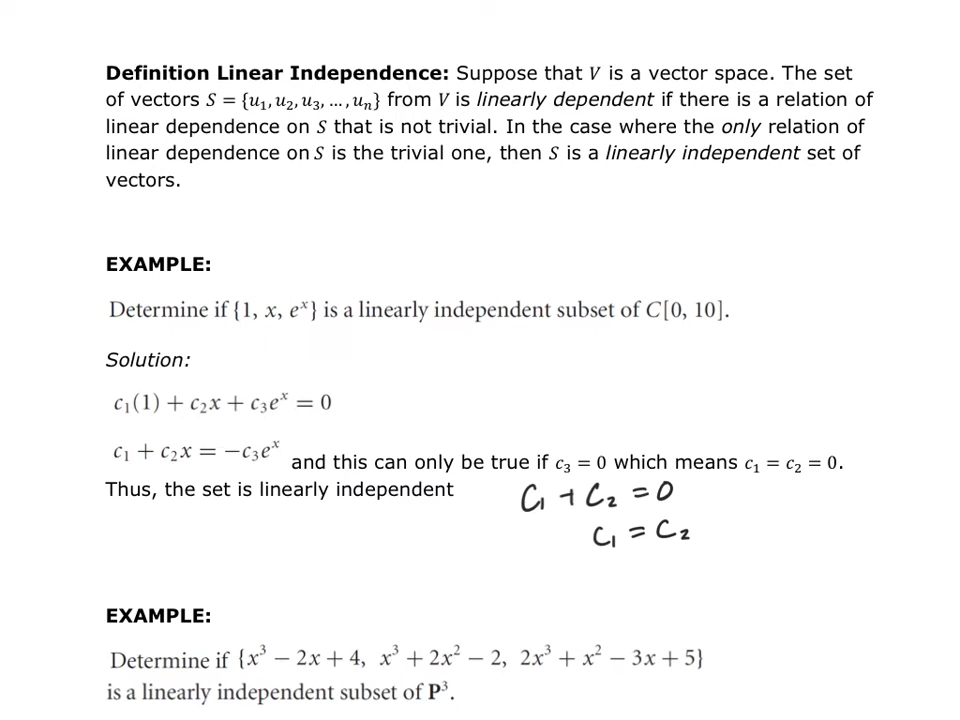 Definition Linear Independence: Suppose that V is a vector space. The set
of vectors S = {u₁, u₂, u₃, …, uₙ} from V is linearly dependent if there is a relation of
linear dependence on S that is not trivial. In the case where the only relation of
linear dependence on S is the trivial one, then S is a linearly independent set of
vectors.
EXAMPLE:
Determine if {1, x, eˣ} is a linearly independent subset of C[0, 10].
Solution:
c₁(1) + c₂x + c₃eˣ = 0
c₁ + c₂x = −c₃eˣ and this can only be true if c₃ = 0 which means c₁ = c₂ = 0.
Thus, the set is linearly independent
C₁ + C₂ = 0
C₁ = C₂
EXAMPLE:
Determine if {x³ − 2x + 4, x³ + 2x² − 2, 2x³ + x² − 3x + 5}
is a linearly independent subset of P³.